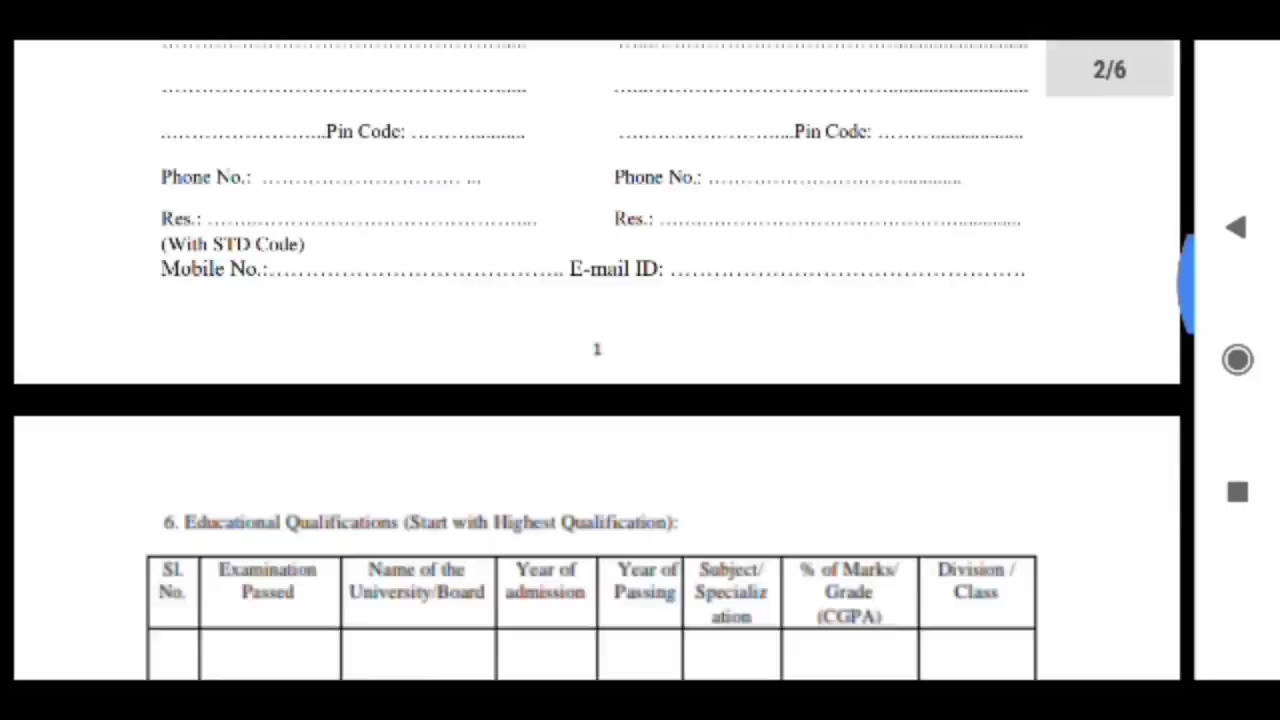 2/6
.......................Pin Code: .................... .......................Pin Code: ..........................
Phone No.: .............................. ... Phone No.: ........................................
Res.: ................................................... Res.: .......................................................
(With STD Code)
Mobile No.:..................................... E-mail ID: ............................................
1
6. Educational Qualifications (Start with Highest Qualification):
Sl. No. Examination Passed Name of the University/Board Year of admission Year of Passing Subject/ Specializ ation % of Marks/ Grade (CGPA) Division / Class